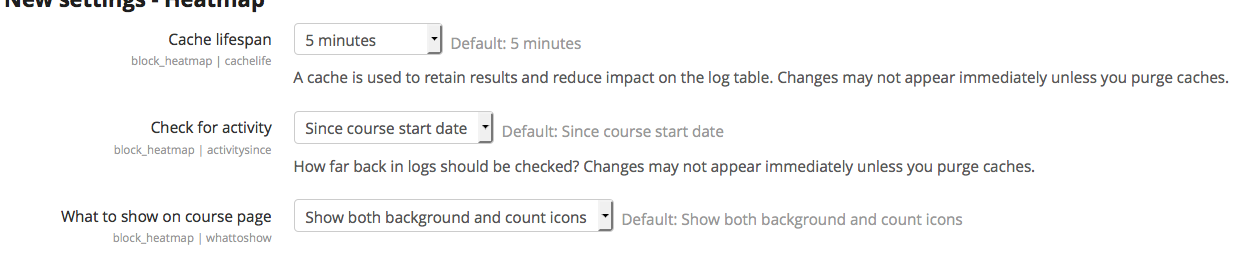 New settings - Heatmap
Cache lifespan
5 minutes
Default: 5 minutes
block_heatmap | cachelife
A cache is used to retain results and reduce impact on the log table. Changes may not appear immediately unless you purge caches.
Check for activity
Since course start date
Default: Since course start date
block_heatmap | activitysince
How far back in logs should be checked? Changes may not appear immediately unless you purge caches.
What to show on course page
Show both background and count icons
Default: Show both background and count icons
block_heatmap | whattoshow